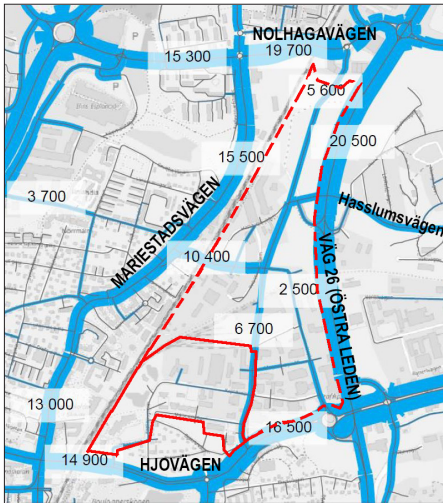 NOLHAGAVÄGEN
15 300
19 700
5 600
20 500
15 500
3 700
MARIESTADSVÄGEN
Hasslumsvägen
10 400
VÄG 26 (ÖSTRA LEDEN)
2 500
6 700
13 000
16 500
14 900
HJOVÄGEN